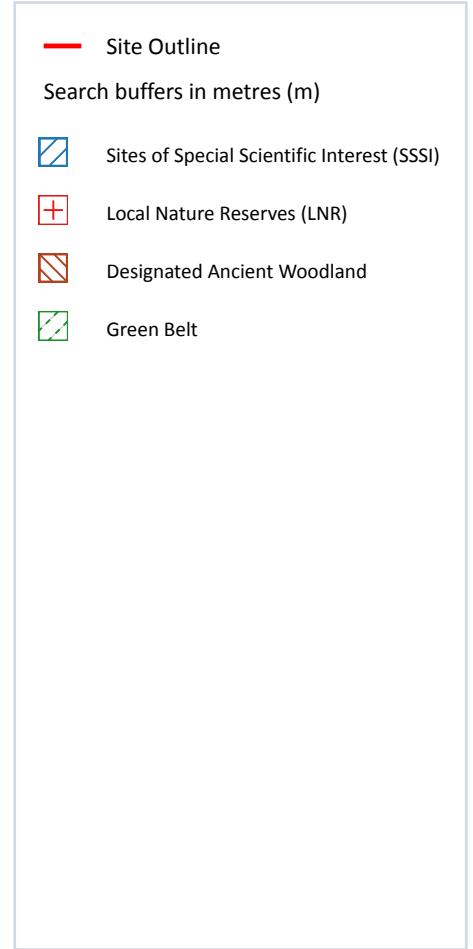 Site Outline
Search buffers in metres (m)
Sites of Special Scientific Interest (SSSI)
Local Nature Reserves (LNR)
Designated Ancient Woodland
Green Belt